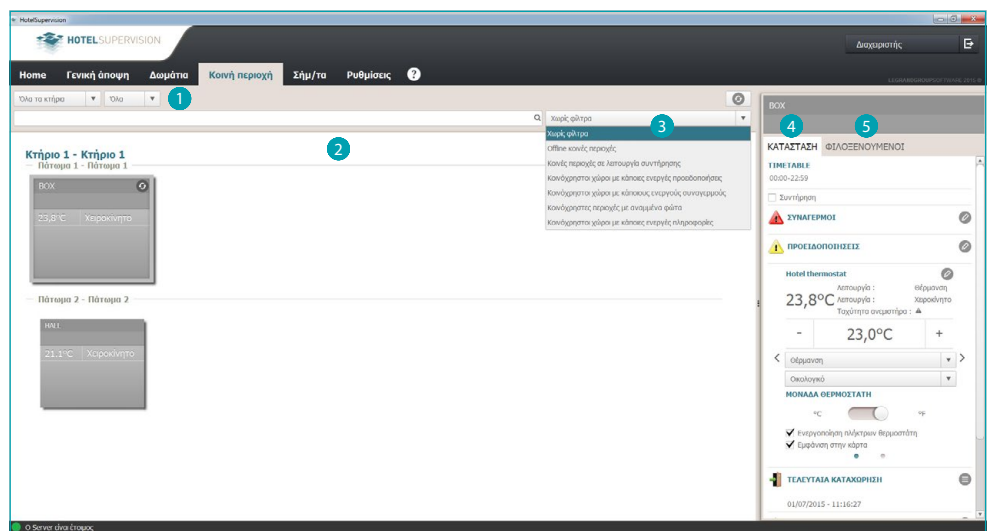 HotelSupervision
HOTELSUPERVISION
Διαχειριστής
Home Γενική άποψη Δωμάτια Κοινή περιοχή Σήμ/τα Ρυθμίσεις ?
Όλα τα κτήρια Όλα 1
Χωρίς φίλτρα 3
2
Χωρίς φίλτρα
Offline κοινές περιοχές
Κοινές περιοχές σε λειτουργία συντήρησης
Κοινόχρηστοι χώροι με κάποιες ενεργές προειδοποιήσεις
Κοινόχρηστοι χώροι με κάποιους ενεργούς συναγερμούς
Κοινόχρηστες περιοχές με αναμμένα φώτα
Κοινόχρηστοι χώροι με κάποιες ενεργές πληροφορίες
Κτήριο 1 - Κτήριο 1
Πάτωμα 1 - Πάτωμα 1
BOX
23,8°C Χειροκίνητο
Πάτωμα 2 - Πάτωμα 2
HALL
21.1°C Χειροκίνητο
BOX
4 5
ΚΑΤΑΣΤΑΣΗ ΦΙΛΟΞΕΝΟΥΜΕΝΟΙ
TIMETABLE
00:00-22:59
Συντήρηση
ΣΥΝΑΓΕΡΜΟΙ
ΠΡΟΕΙΔΟΠΟΙΗΣΕΙΣ
Hotel thermostat
23,8°C
Λειτουργία : Θέρμανση
Λειτουργία : Χειροκίνητο
Ταχύτητα ανεμιστήρα :
- 23,0°C +
Θέρμανση
Οικολογικό
ΜΟΝΑΔΑ ΘΕΡΜΟΣΤΑΤΗ
°C °F
Ενεργοποίηση πλήκτρων θερμοστάτη
Εμφάνιση στην κάρτα
ΤΕΛΕΥΤΑΙΑ ΚΑΤΑΧΩΡΗΣΗ
01/07/2015 - 11:16:27
Ο Server είναι έτοιμος